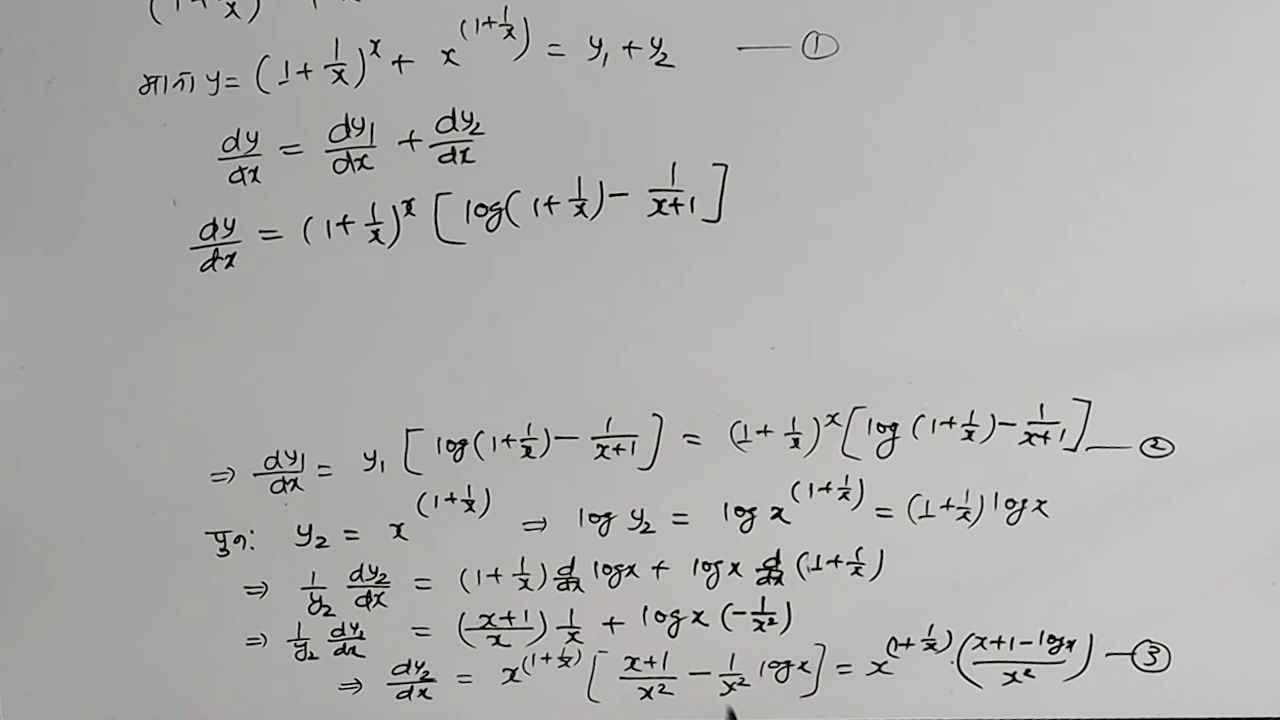 माना y = (1+1/x)^x + x^(1+1/x) = y₁ + y₂ —— ①
dy/dx = dy₁/dx + dy₂/dx
dy/dx = (1+1/x)^x [log(1+1/x) - 1/(x+1)]
⇒ dy₁/dx = y₁ [log(1+1/x) - 1/(x+1)] = (1+1/x)^x [log(1+1/x) - 1/(x+1)] —— ②
पुनः y₂ = x^(1+1/x) ⇒ log y₂ = log x^(1+1/x) = (1+1/x) log x
⇒ 1/y₂ dy₂/dx = (1+1/x) d/dx log x + log x d/dx (1+1/x)
⇒ 1/y₂ dy₂/dx = ((x+1)/x) 1/x + log x (-1/x²)
⇒ dy₂/dx = x^(1+1/x) [(x+1)/x² - 1/x² log x] = x^(1+1/x) · ((x+1-log x)/x²) —— ③